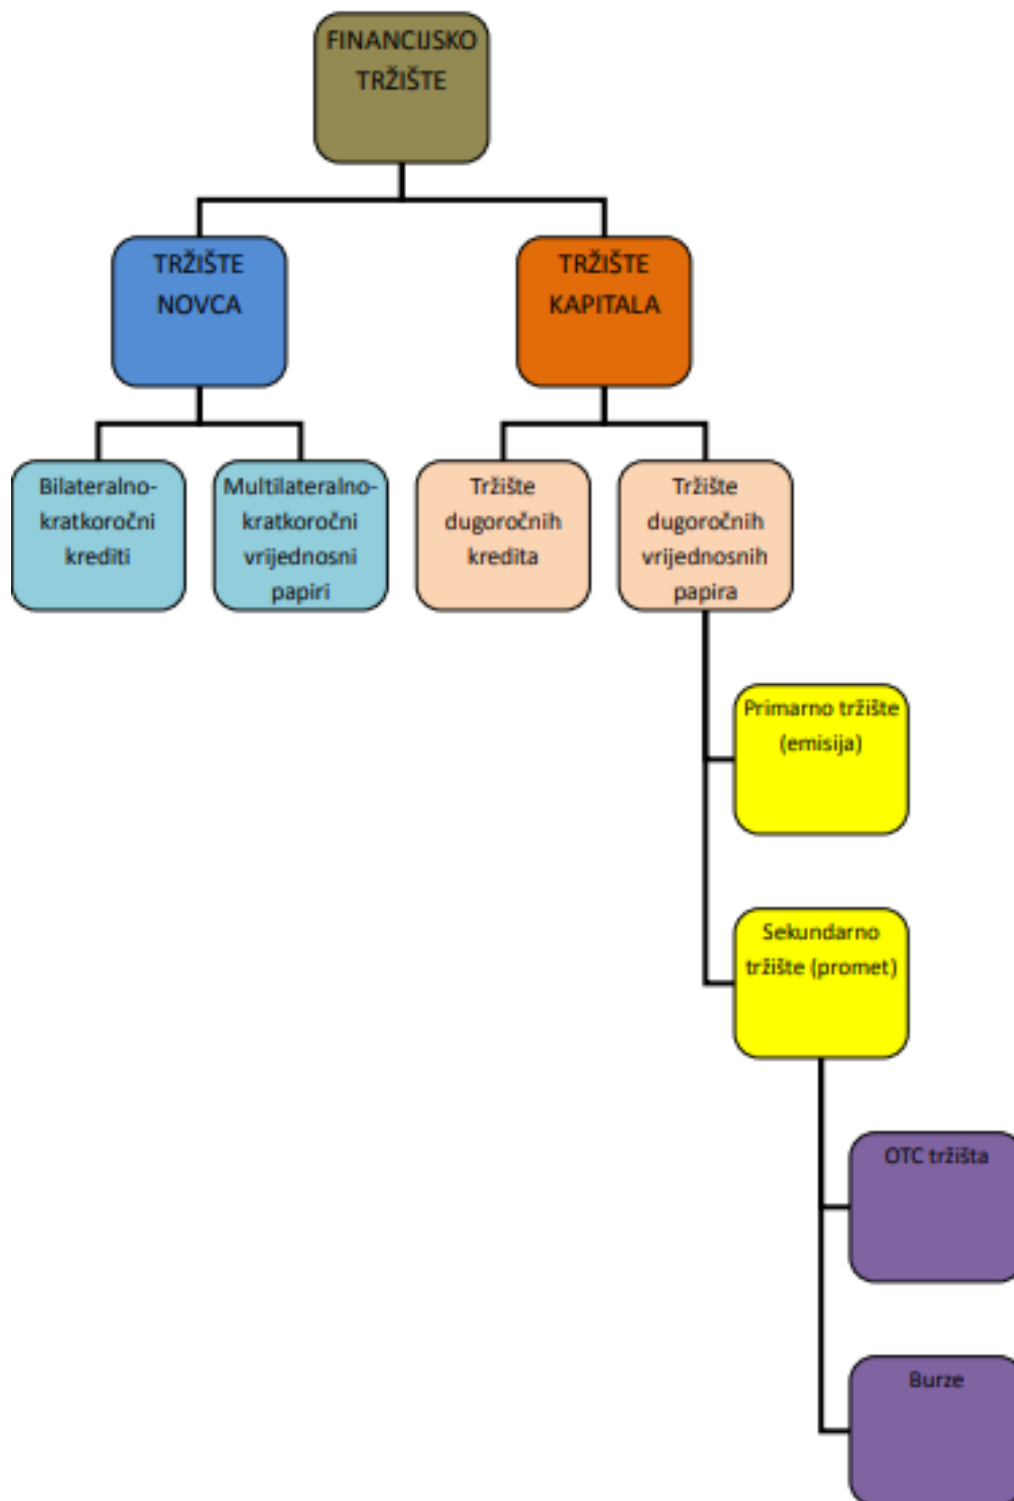 FINANCIJSKO
TRŽIŠTE
TRŽIŠTE
NOVCA
TRŽIŠTE
KAPITALA
Bilateralno-
kratkoročni
krediti
Multilateralno-
kratkoročni
vrijednosni
papiri
Tržište
dugoročnih
kredita
Tržište
dugoročnih
vrijednosnih
papira
Primarno tržište
(emisija)
Sekundarno
tržište (promet)
OTC tržišta
Burze